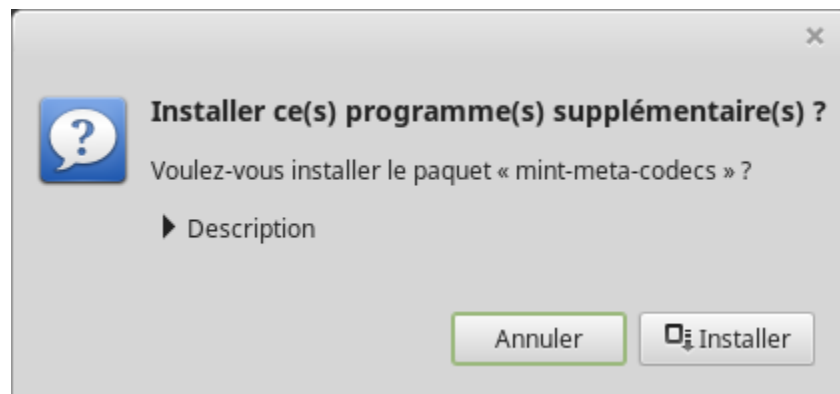 Installer ce(s) programme(s) supplémentaire(s) ?
Voulez-vous installer le paquet « mint-meta-codecs » ?
Description
Annuler
Installer